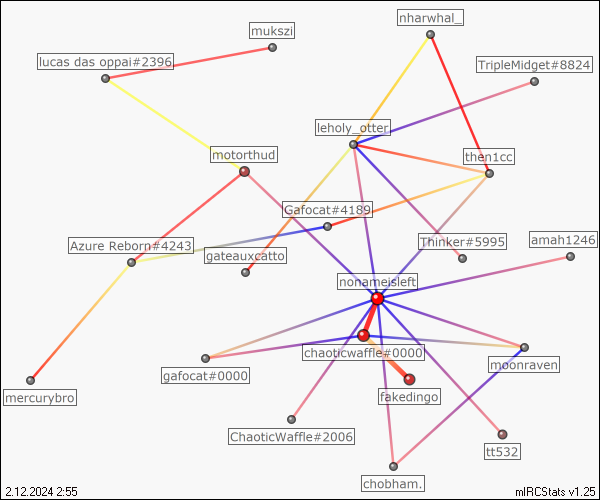 nharwhal_
mukszi
lucas das oppai#2396
TripleMidget#8824
leholy_otter
motorthud
then1cc
Gafocat#4189
Azure Reborn#4243
gateauxcatto
Thinker#5995
amah1246
nonameisleft
chaoticwaffle#0000
moonraven
gafocat#0000
mercurybro
fakedingo
ChaoticWaffle#2006
tt532
chobham.
2.12.2024 2:55
mIRCStats v1.25